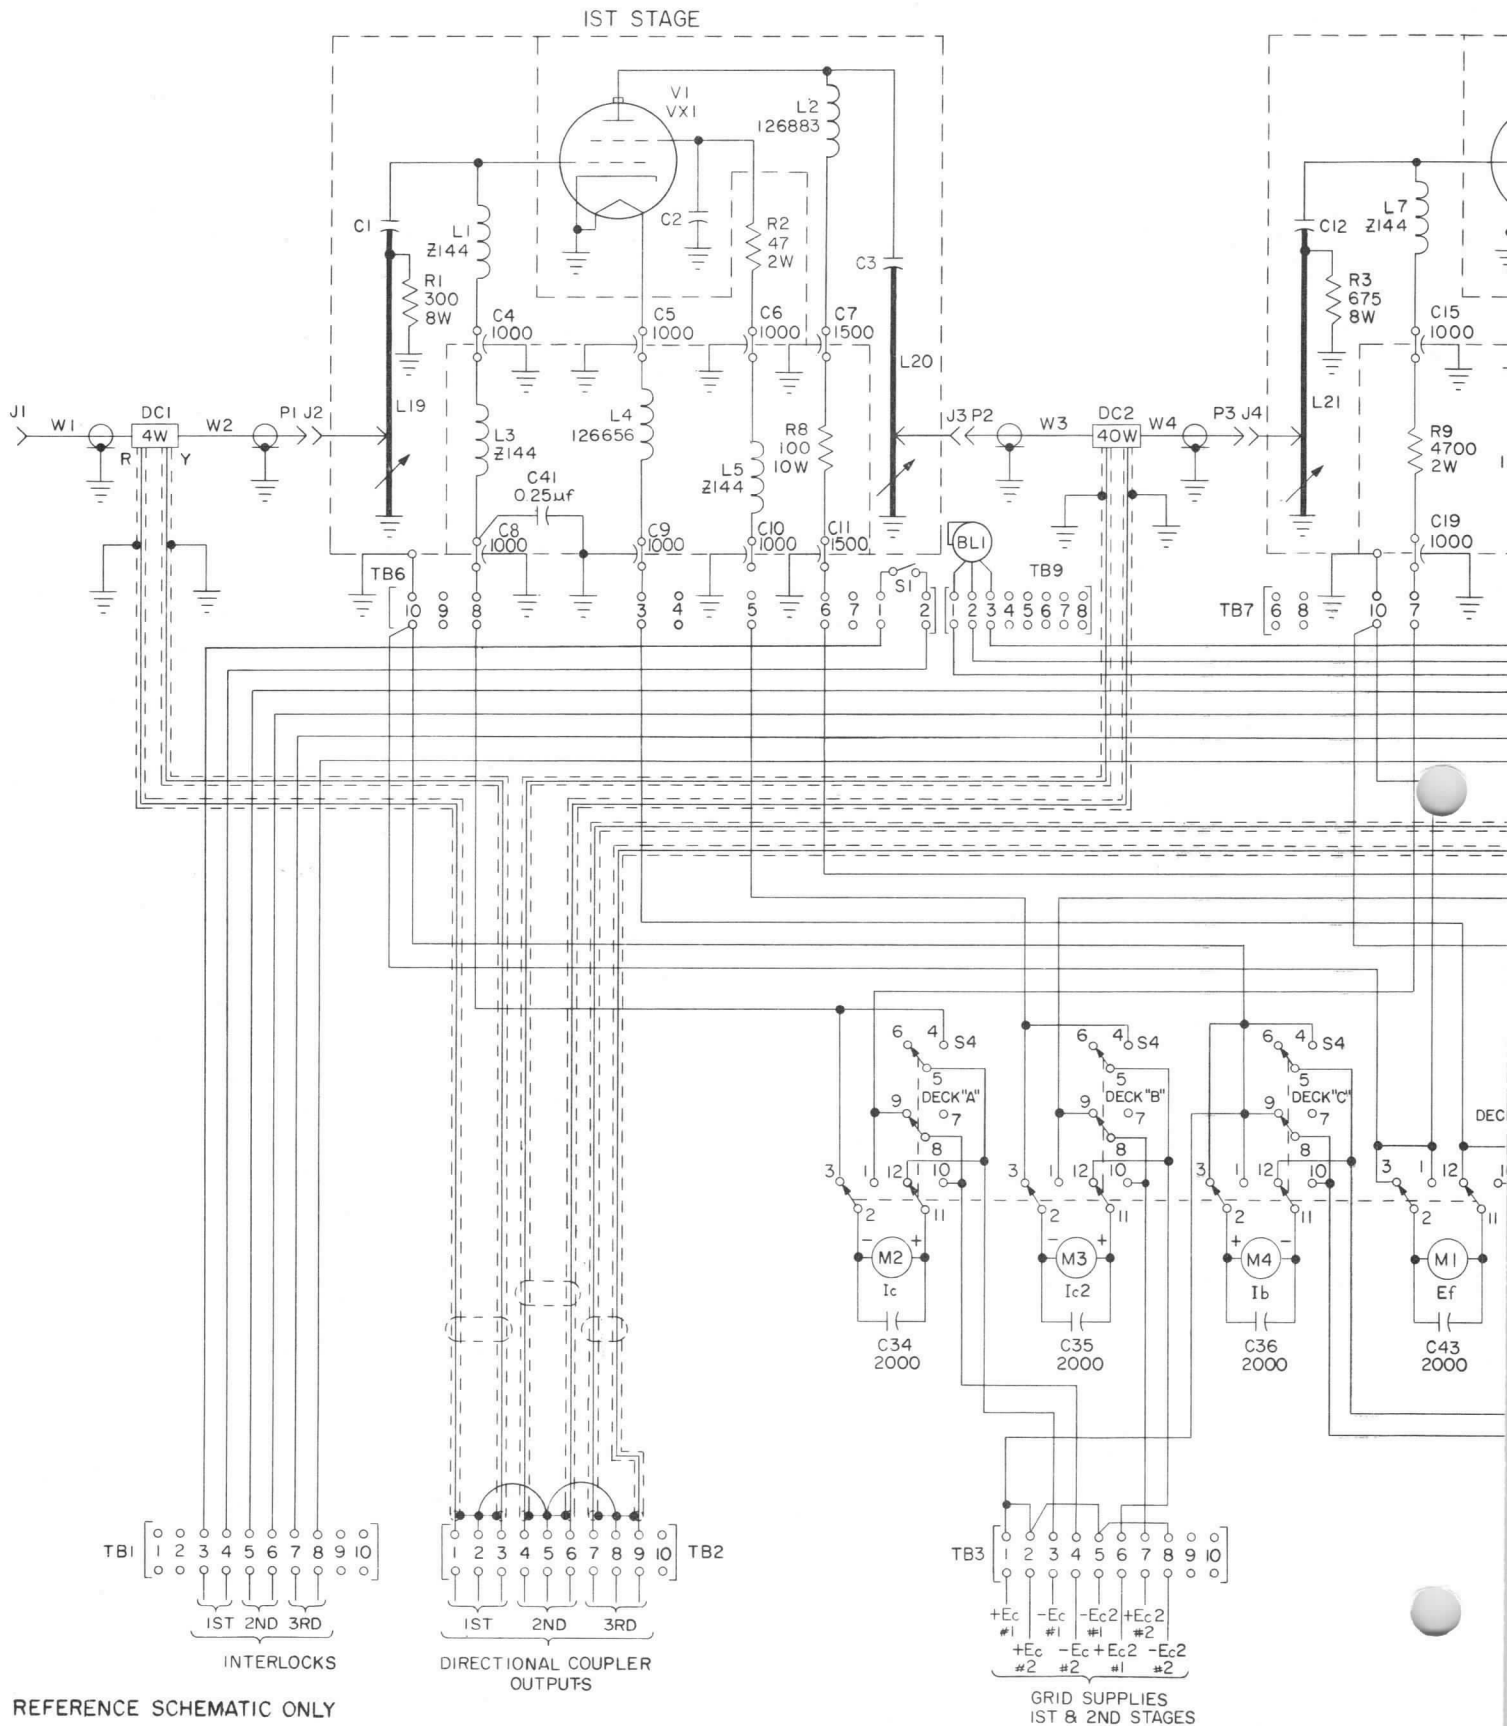 1ST STAGE
V1
VX1
L2
126883
C1
L1
Z144
C2
R2
47
2W
C3
R1
300
8W
C4
1000
C5
1000
C6
1000
C7
1500
L20
L19
L3
Z144
L4
126656
L5
Z144
R8
100
10W
C41
0.25µf
C8
1000
C9
1000
C10
1000
C11
1500
L7
Z144
C12
R3
675
8W
C15
1000
L21
R9
4700
2W
C19
1000
J1 W1 DC1 W2 P1 J2
4W
R Y
J3 P2 W3 DC2 W4 P3 J4
40W
BL1
S1
TB6 10 9 8 3 4 5 6 7 1 2
TB9
1 2 3 4 5 6 7 8
TB7 6 8 10 7
6 4 S4
5
DECK "A"
9 7
8
3 1 12 10
2 11
- +
M2
Ic
C34
2000
6 4 S4
5
DECK "B"
9 7
8
3 1 12 10
2 11
- +
M3
Ic2
C35
2000
6 4 S4
5
DECK "C"
9 7
8
3 1 12 10
2 11
+ -
M4
Ib
C36
2000
DEC
3 1 12
2 11
M1
Ef
C43
2000
TB1 1 2 3 4 5 6 7 8 9 10
1ST 2ND 3RD
INTERLOCKS
1 2 3 4 5 6 7 8 9 10 TB2
1ST 2ND 3RD
DIRECTIONAL COUPLER
OUTPUTS
TB3 1 2 3 4 5 6 7 8 9 10
+Ec -Ec -Ec2 +Ec2
#1 #1 #1 #2
+Ec -Ec +Ec2 -Ec2
#2 #2 #1 #2
GRID SUPPLIES
1ST & 2ND STAGES
REFERENCE SCHEMATIC ONLY